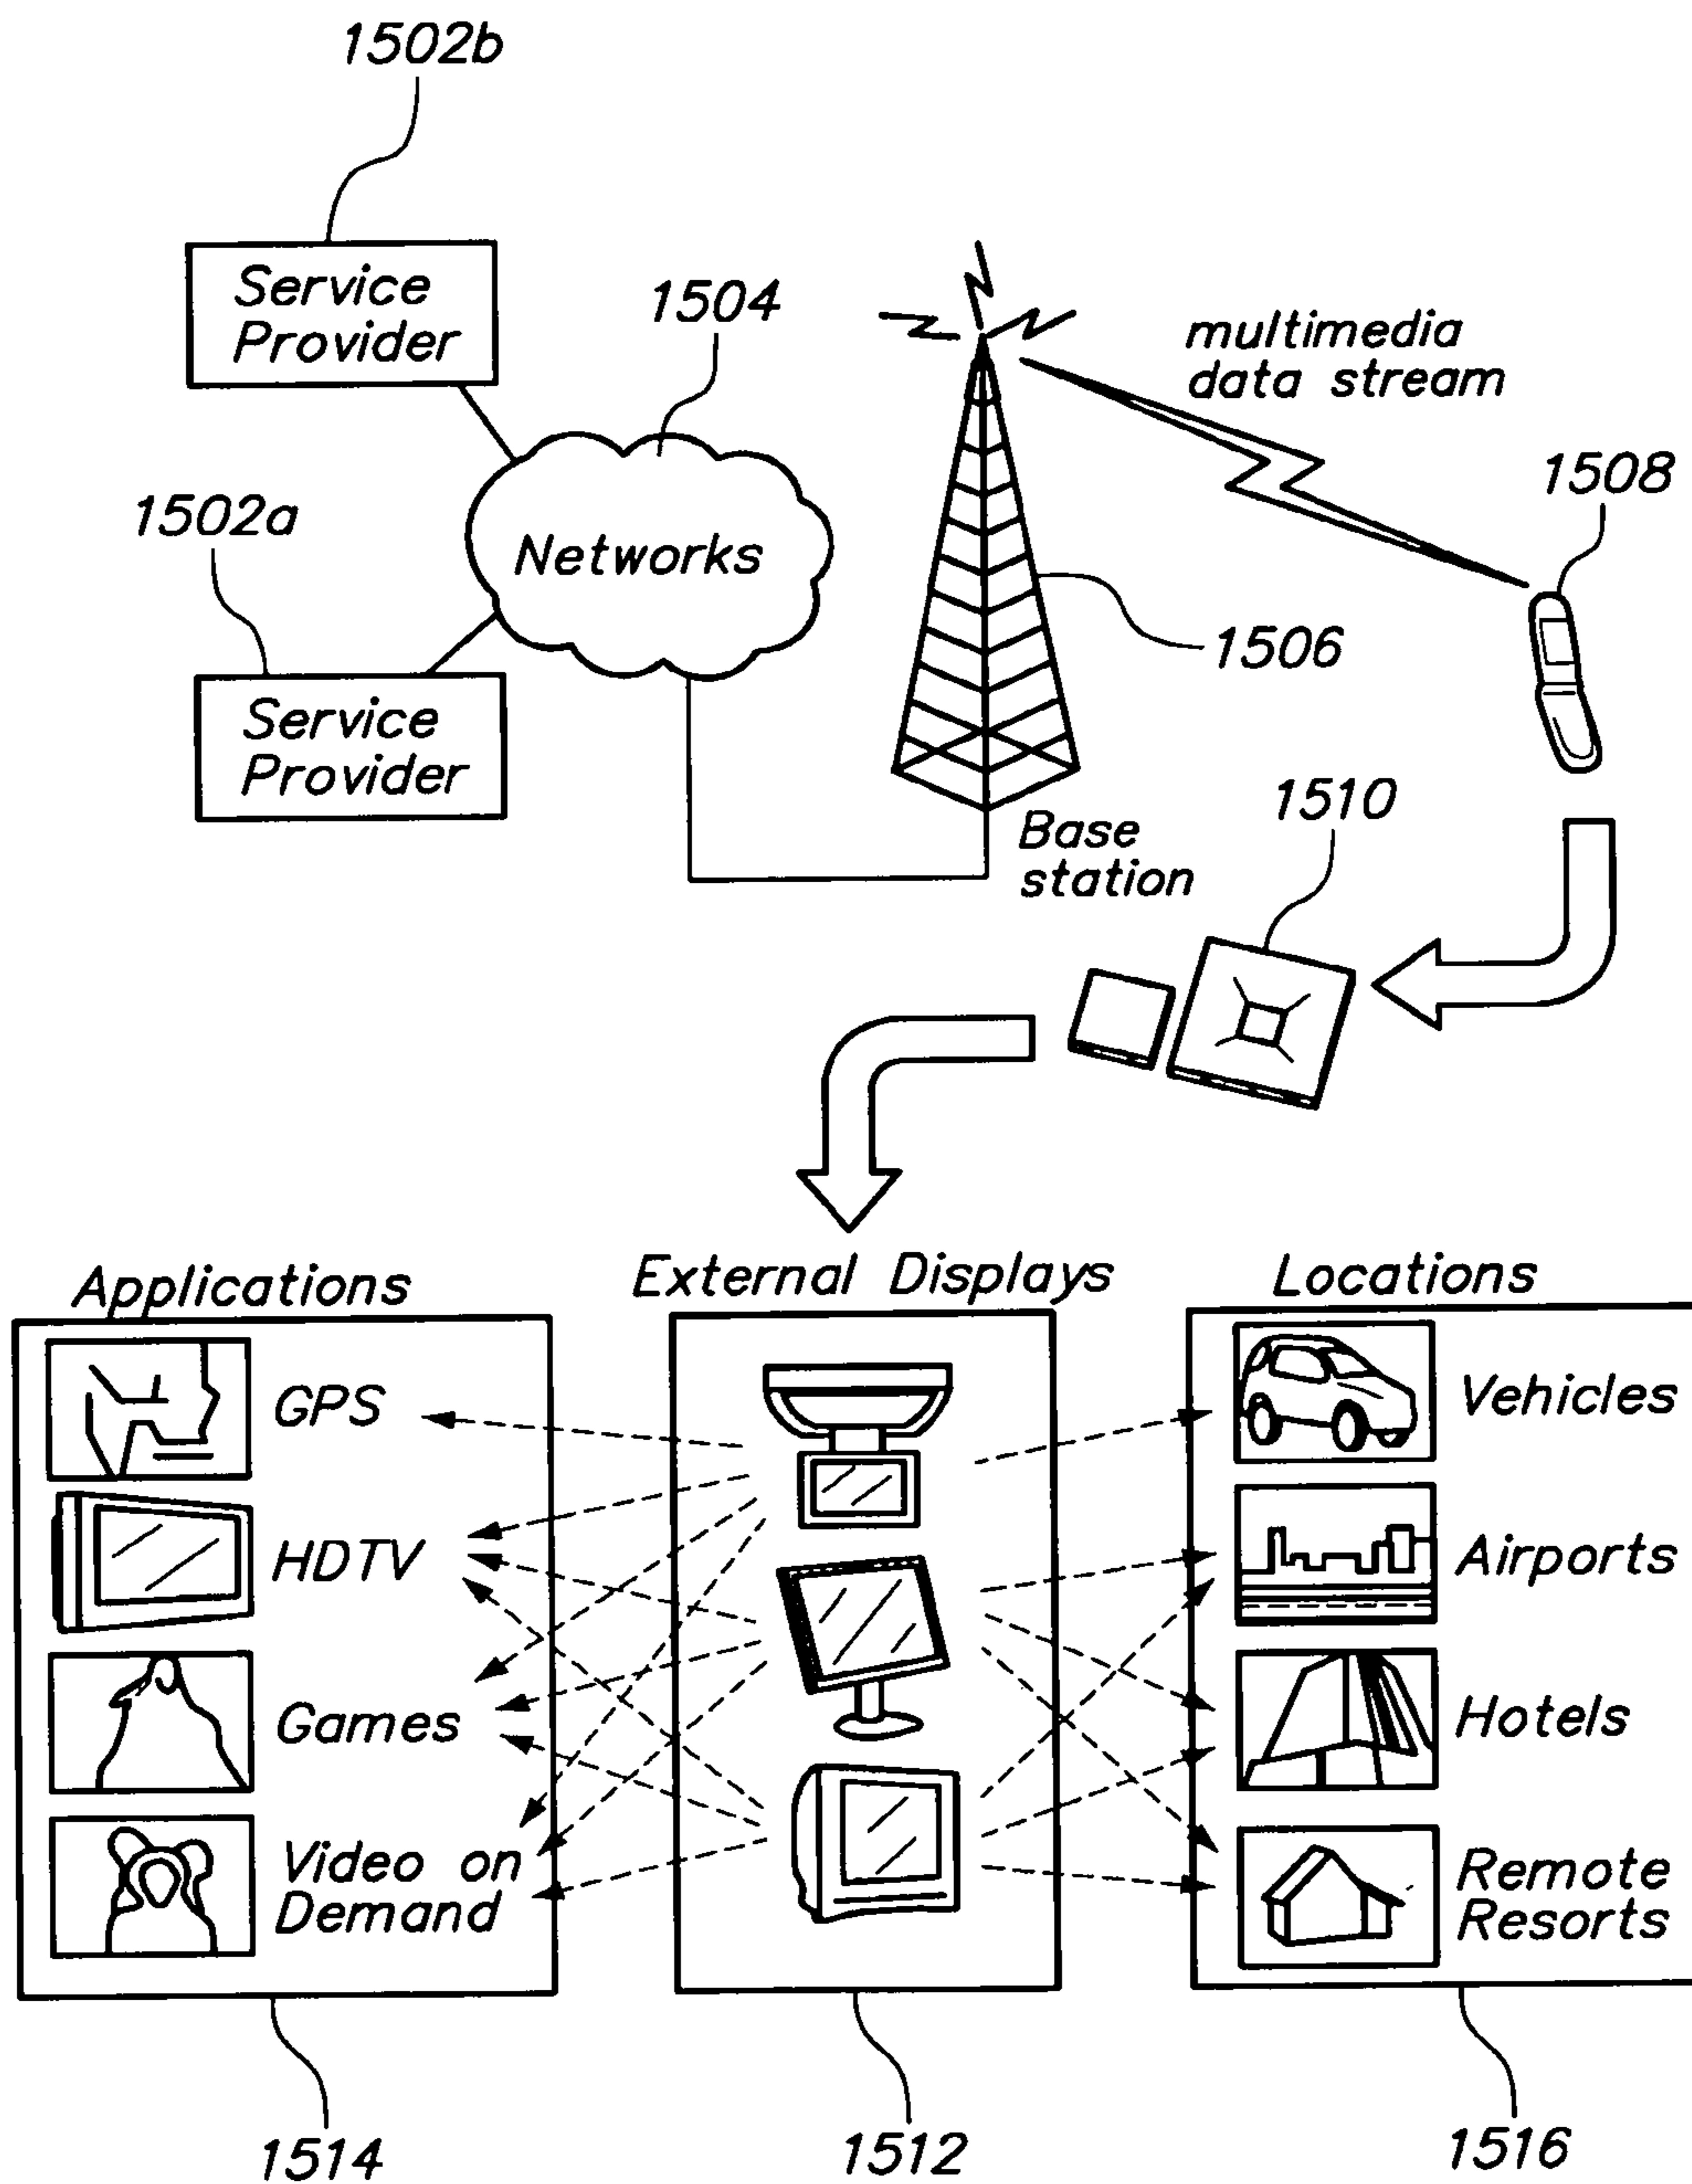 1502b
Service
Provider
1504
multimedia
data stream
1508
1502a
Networks
1506
Service
Provider
1510
Base
station
Applications
External Displays
Locations
GPS
Vehicles
HDTV
Airports
Games
Hotels
Video on
Demand
Remote
Resorts
1514
1512
1516